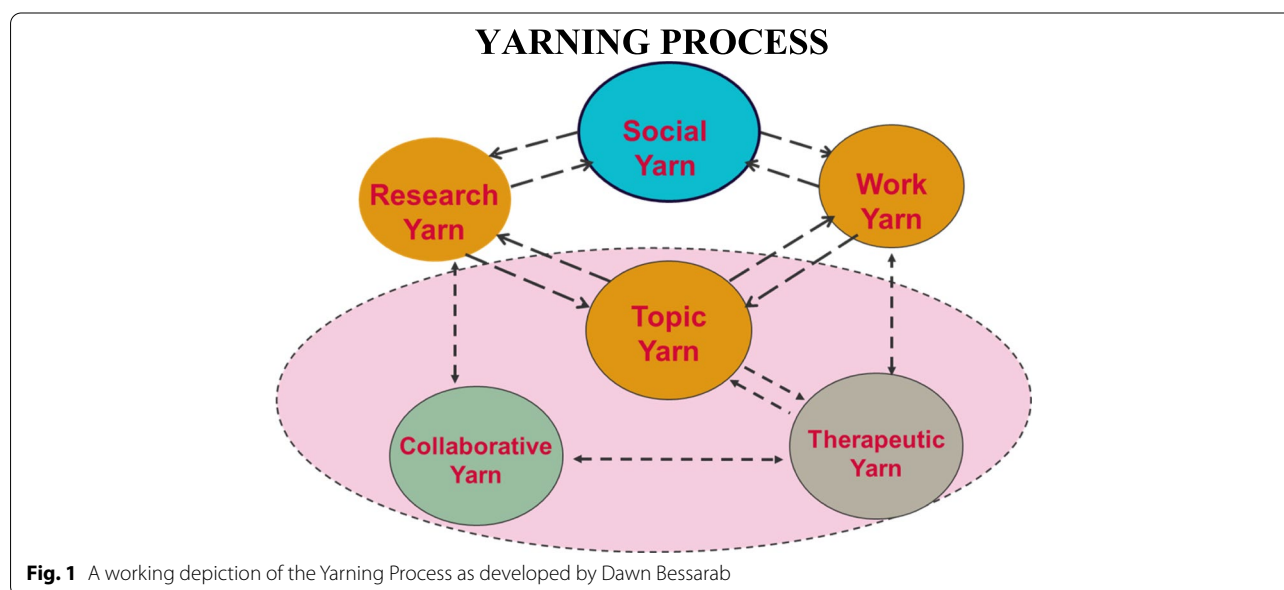 YARNING PROCESS
Social
Yarn
Research
Yarn
Work
Yarn
Topic
Yarn
Collaborative
Yarn
Therapeutic
Yarn
Fig. 1 A working depiction of the Yarning Process as developed by Dawn Bessarab